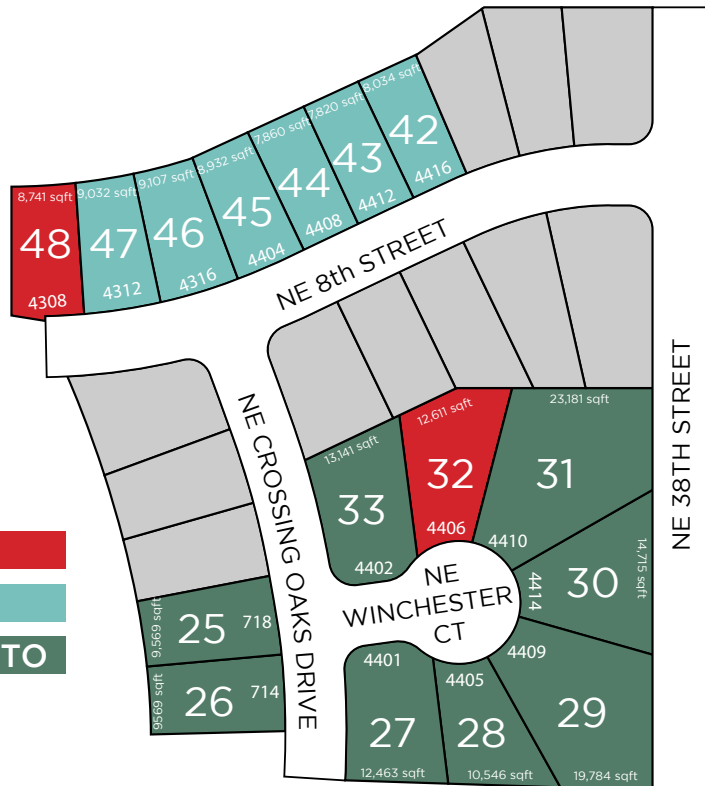 8,034 sqft
42
4416
7,820 sqft
43
4412
7,860 sqft
44
4408
8,932 sqft
45
4404
9,107 sqft
46
4316
9,032 sqft
47
4312
8,741 sqft
48
4308
NE 8th STREET
NE 38TH STREET
NE CROSSING OAKS DRIVE
23,181 sqft
31
4410
12,611 sqft
32
4406
13,141 sqft
33
4402
14,715 sqft
30
4414
NE
WINCHESTER
CT
9,569 sqft
25
718
9569 sqft
26
714
TO
4401
27
12,463 sqft
4405
28
10,546 sqft
4409
29
19,784 sqft